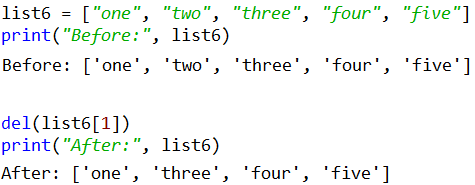 list6 = ["one", "two", "three", "four", "five"]
print("Before:", list6)
Before: ['one', 'two', 'three', 'four', 'five']
del(list6[1])
print("After:", list6)
After: ['one', 'three', 'four', 'five']